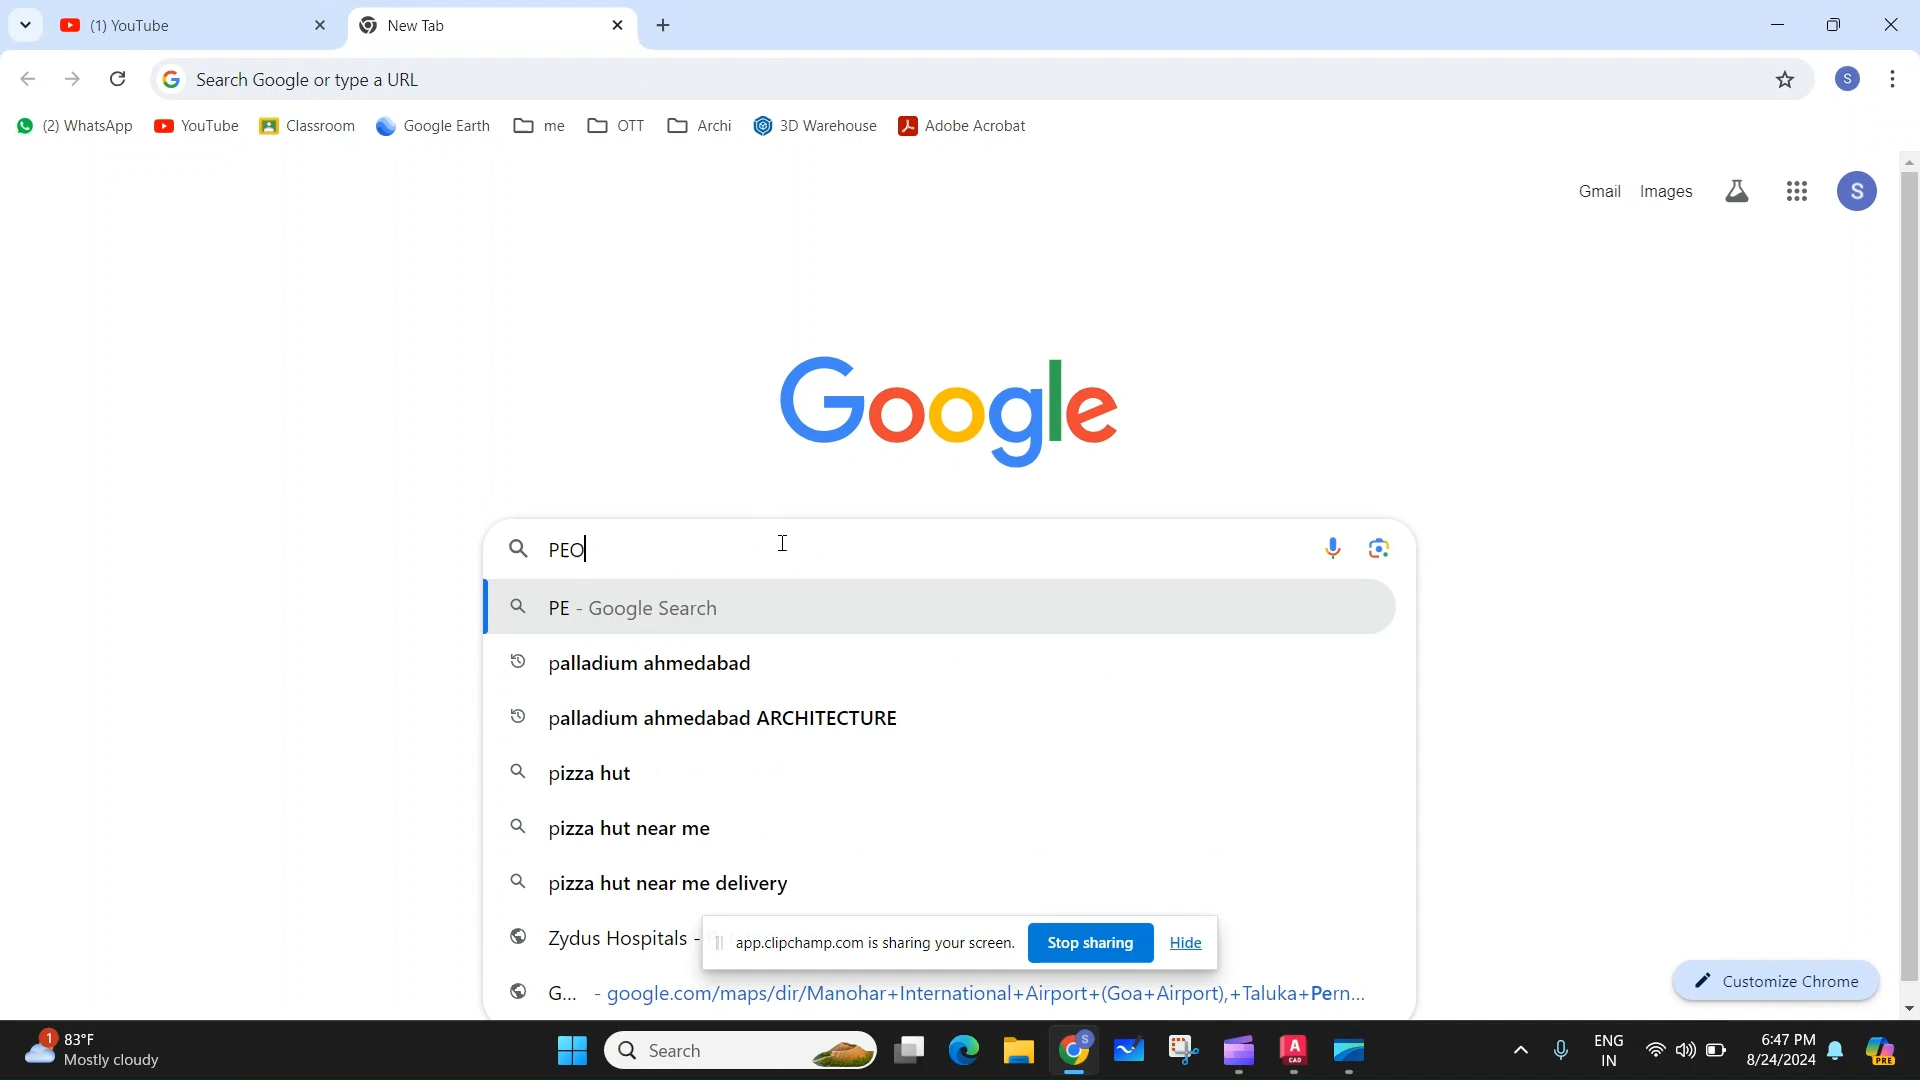 (1) YouTube
New Tab
Search Google or type a URL
S
(2) WhatsApp
YouTube
Classroom
Google Earth
me
OTT
Archi
3D Warehouse
Adobe Acrobat
Gmail
Images
S
Google
PEO
PE - Google Search
palladium ahmedabad
palladium ahmedabad ARCHITECTURE
pizza hut
pizza hut near me
pizza hut near me delivery
Zydus Hospitals -
app.clipchamp.com is sharing your screen.
Stop sharing
Hide
G... - google.com/maps/dir/Manohar+International+Airport+(Goa+Airport),+Taluka+Pern...
Customize Chrome
1
83°F
Mostly cloudy
Search
S
A
CAD
ENG
IN
6:47 PM
8/24/2024
PRE